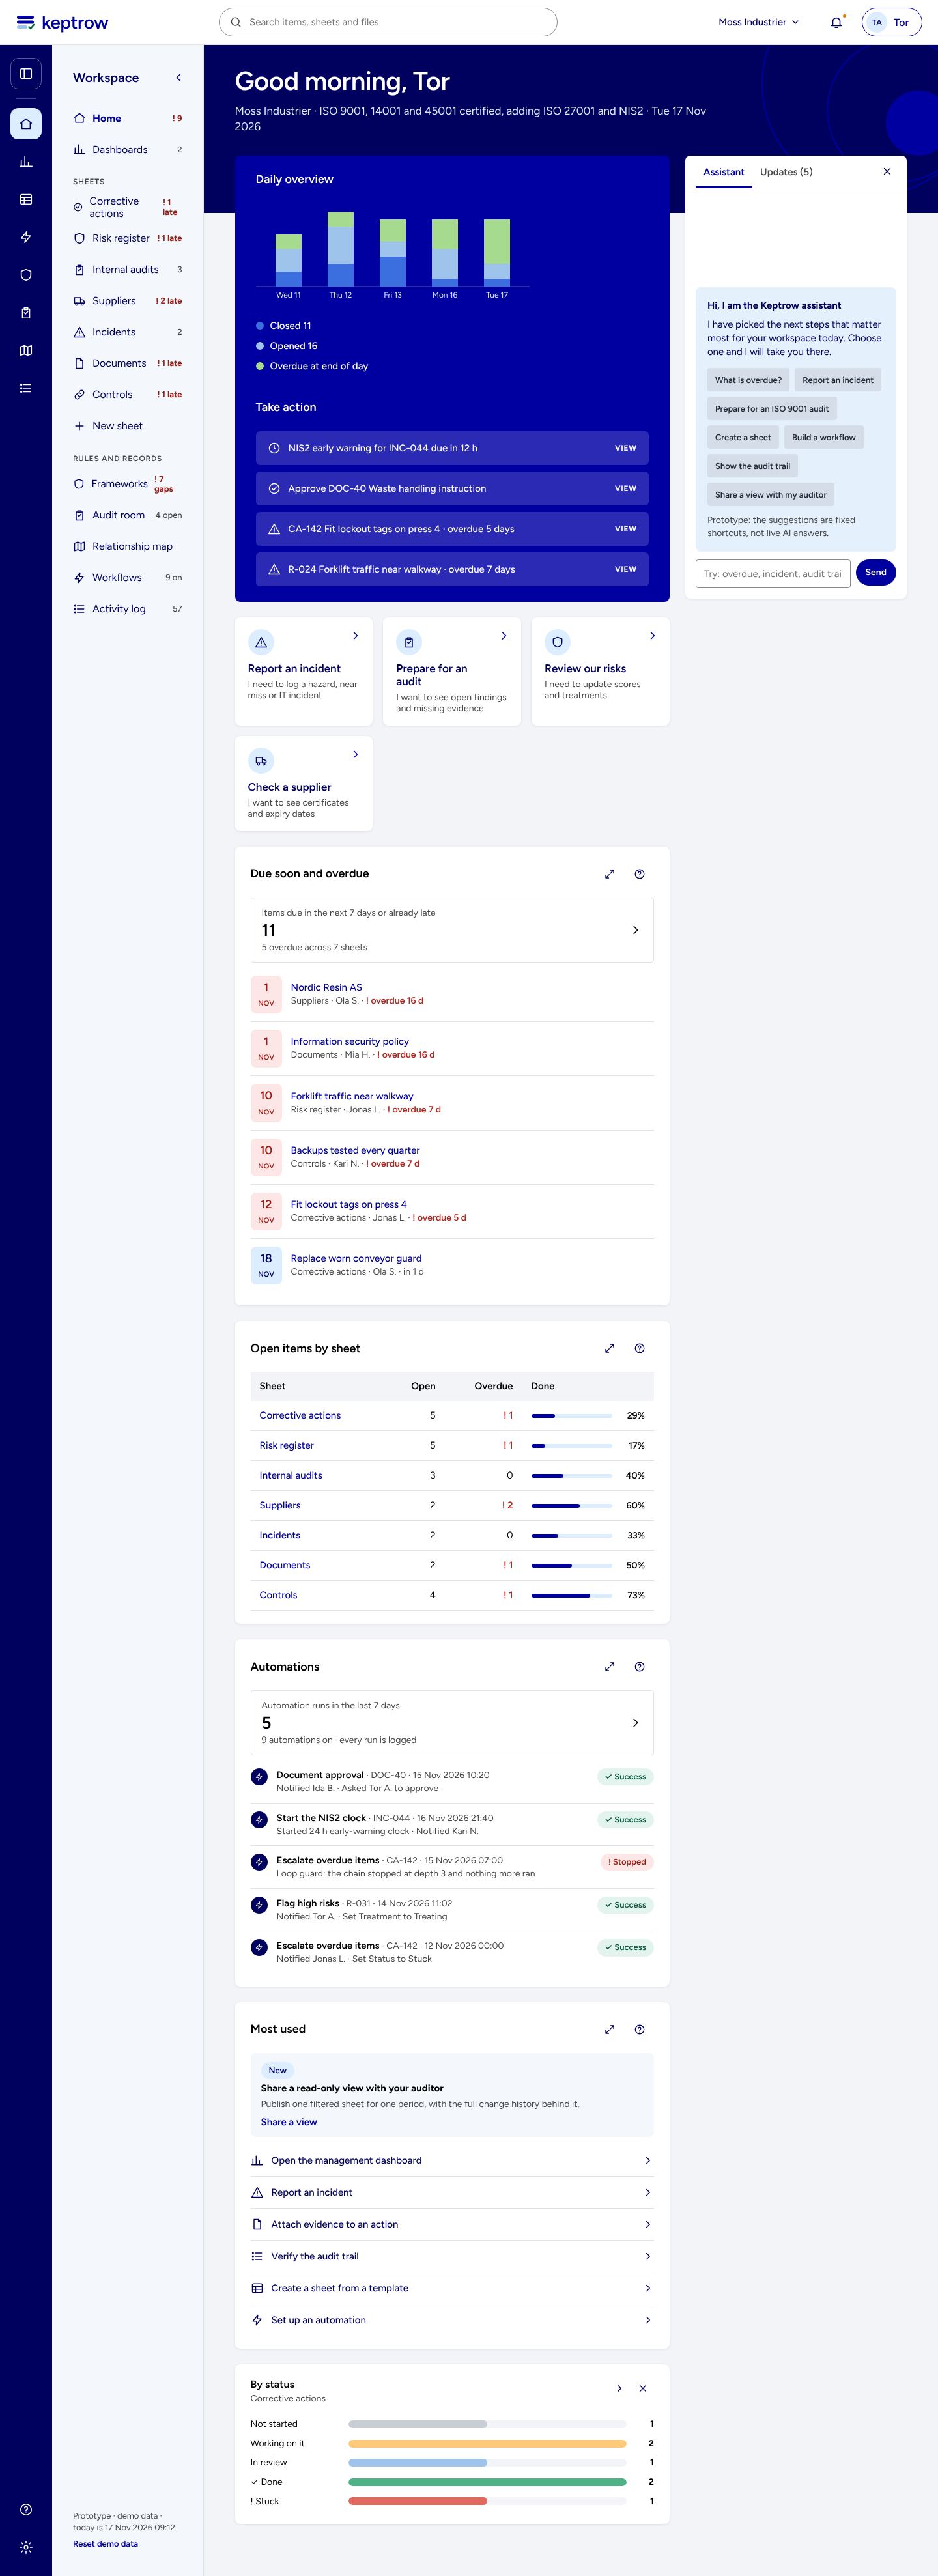 keptrow
Search items, sheets and files
Moss Industrier
TA
Tor
Workspace
Home
! 9
Dashboards
2
SHEETS
Corrective
actions
! 1
late
Risk register
! 1 late
Internal audits
3
Suppliers
! 2 late
Incidents
2
Documents
! 1 late
Controls
! 1 late
New sheet
RULES AND RECORDS
Frameworks
! 7
gaps
Audit room
4 open
Relationship map
Workflows
9 on
Activity log
57
Prototype · demo data ·
today is 17 Nov 2026 09:12
Reset demo data
Good morning, Tor
Moss Industrier · ISO 9001, 14001 and 45001 certified, adding ISO 27001 and NIS2 · Tue 17 Nov
2026
Daily overview
Wed 11
Thu 12
Fri 13
Mon 16
Tue 17
Closed 11
Opened 16
Overdue at end of day
Take action
NIS2 early warning for INC-044 due in 12 h
VIEW
Approve DOC-40 Waste handling instruction
VIEW
CA-142 Fit lockout tags on press 4 · overdue 5 days
VIEW
R-024 Forklift traffic near walkway · overdue 7 days
VIEW
Assistant
Updates (5)
Hi, I am the Keptrow assistant
I have picked the next steps that matter
most for your workspace today. Choose
one and I will take you there.
What is overdue?
Report an incident
Prepare for an ISO 9001 audit
Create a sheet
Build a workflow
Show the audit trail
Share a view with my auditor
Prototype: the suggestions are fixed
shortcuts, not live AI answers.
Try: overdue, incident, audit trai
Send
Report an incident
I need to log a hazard, near
miss or IT incident
Prepare for an
audit
I want to see open findings
and missing evidence
Review our risks
I need to update scores
and treatments
Check a supplier
I want to see certificates
and expiry dates
Due soon and overdue
Items due in the next 7 days or already late
11
5 overdue across 7 sheets
1
NOV
Nordic Resin AS
Suppliers · Ola S. · ! overdue 16 d
1
NOV
Information security policy
Documents · Mia H. · ! overdue 16 d
10
NOV
Forklift traffic near walkway
Risk register · Jonas L. · ! overdue 7 d
10
NOV
Backups tested every quarter
Controls · Kari N. · ! overdue 7 d
12
NOV
Fit lockout tags on press 4
Corrective actions · Jonas L. · ! overdue 5 d
18
NOV
Replace worn conveyor guard
Corrective actions · Ola S. · in 1 d
Open items by sheet
Sheet Open Overdue Done
Corrective actions 5 ! 1 29%
Risk register 5 ! 1 17%
Internal audits 3 0 40%
Suppliers 2 ! 2 60%
Incidents 2 0 33%
Documents 2 ! 1 50%
Controls 4 ! 1 73%
Automations
Automation runs in the last 7 days
5
9 automations on · every run is logged
Document approval · DOC-40 · 15 Nov 2026 10:20
Notified Ida B. · Asked Tor A. to approve
✓ Success
Start the NIS2 clock · INC-044 · 16 Nov 2026 21:40
Started 24 h early-warning clock · Notified Kari N.
✓ Success
Escalate overdue items · CA-142 · 15 Nov 2026 07:00
Loop guard: the chain stopped at depth 3 and nothing more ran
! Stopped
Flag high risks · R-031 · 14 Nov 2026 11:02
Notified Tor A. · Set Treatment to Treating
✓ Success
Escalate overdue items · CA-142 · 12 Nov 2026 00:00
Notified Jonas L. · Set Status to Stuck
✓ Success
Most used
New
Share a read-only view with your auditor
Publish one filtered sheet for one period, with the full change history behind it.
Share a view
Open the management dashboard
Report an incident
Attach evidence to an action
Verify the audit trail
Create a sheet from a template
Set up an automation
By status
Corrective actions
Not started 1
Working on it 2
In review 1
✓ Done 2
! Stuck 1